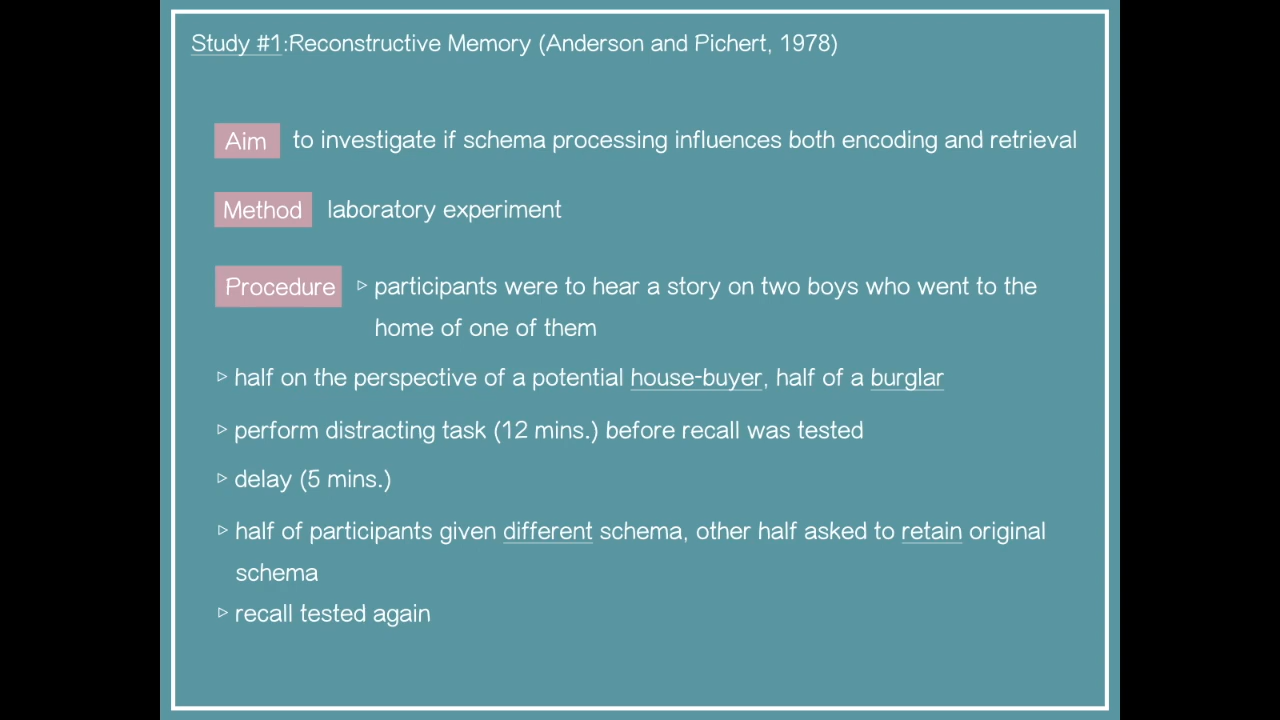 Study #1:Reconstructive Memory (Anderson and Pichert, 1978)
Aim to investigate if schema processing influences both encoding and retrieval
Method laboratory experiment
Procedure ▷ participants were to hear a story on two boys who went to the
home of one of them
▷ half on the perspective of a potential house-buyer, half of a burglar
▷ perform distracting task (12 mins.) before recall was tested
▷ delay (5 mins.)
▷ half of participants given different schema, other half asked to retain original
schema
▷ recall tested again